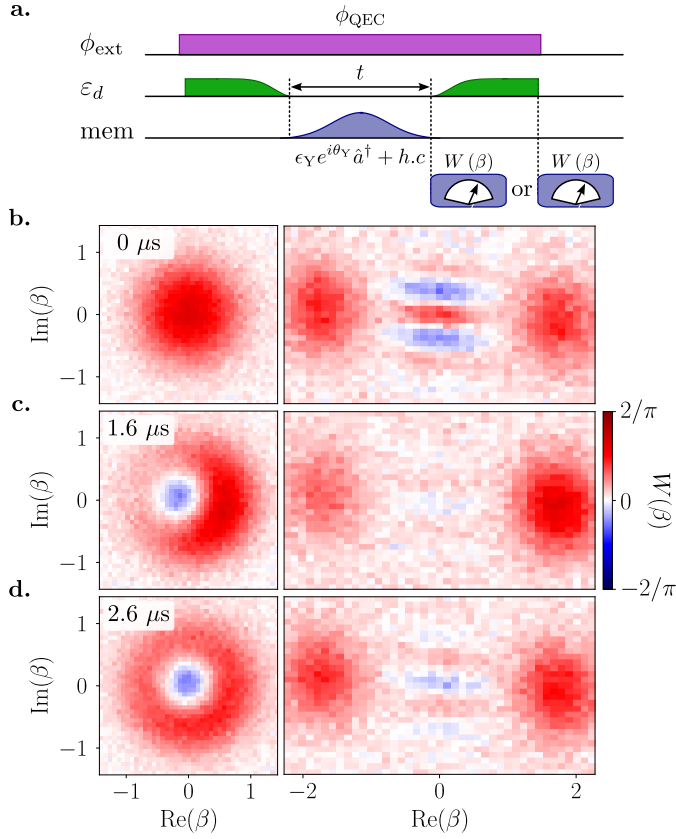 a.
ϕ_QEC
ϕ_ext
ε_d
t
mem
ϵ_Y e^{iθ_Y} â† + h.c
W (β)
or
W (β)
b.
0 μs
1
0
−1
Im(β)
c.
1.6 μs
1
0
−1
Im(β)
2/π
0
−2/π
W(β)
d.
2.6 μs
1
0
−1
Im(β)
−1 0 1
Re(β)
−2 0 2
Re(β)